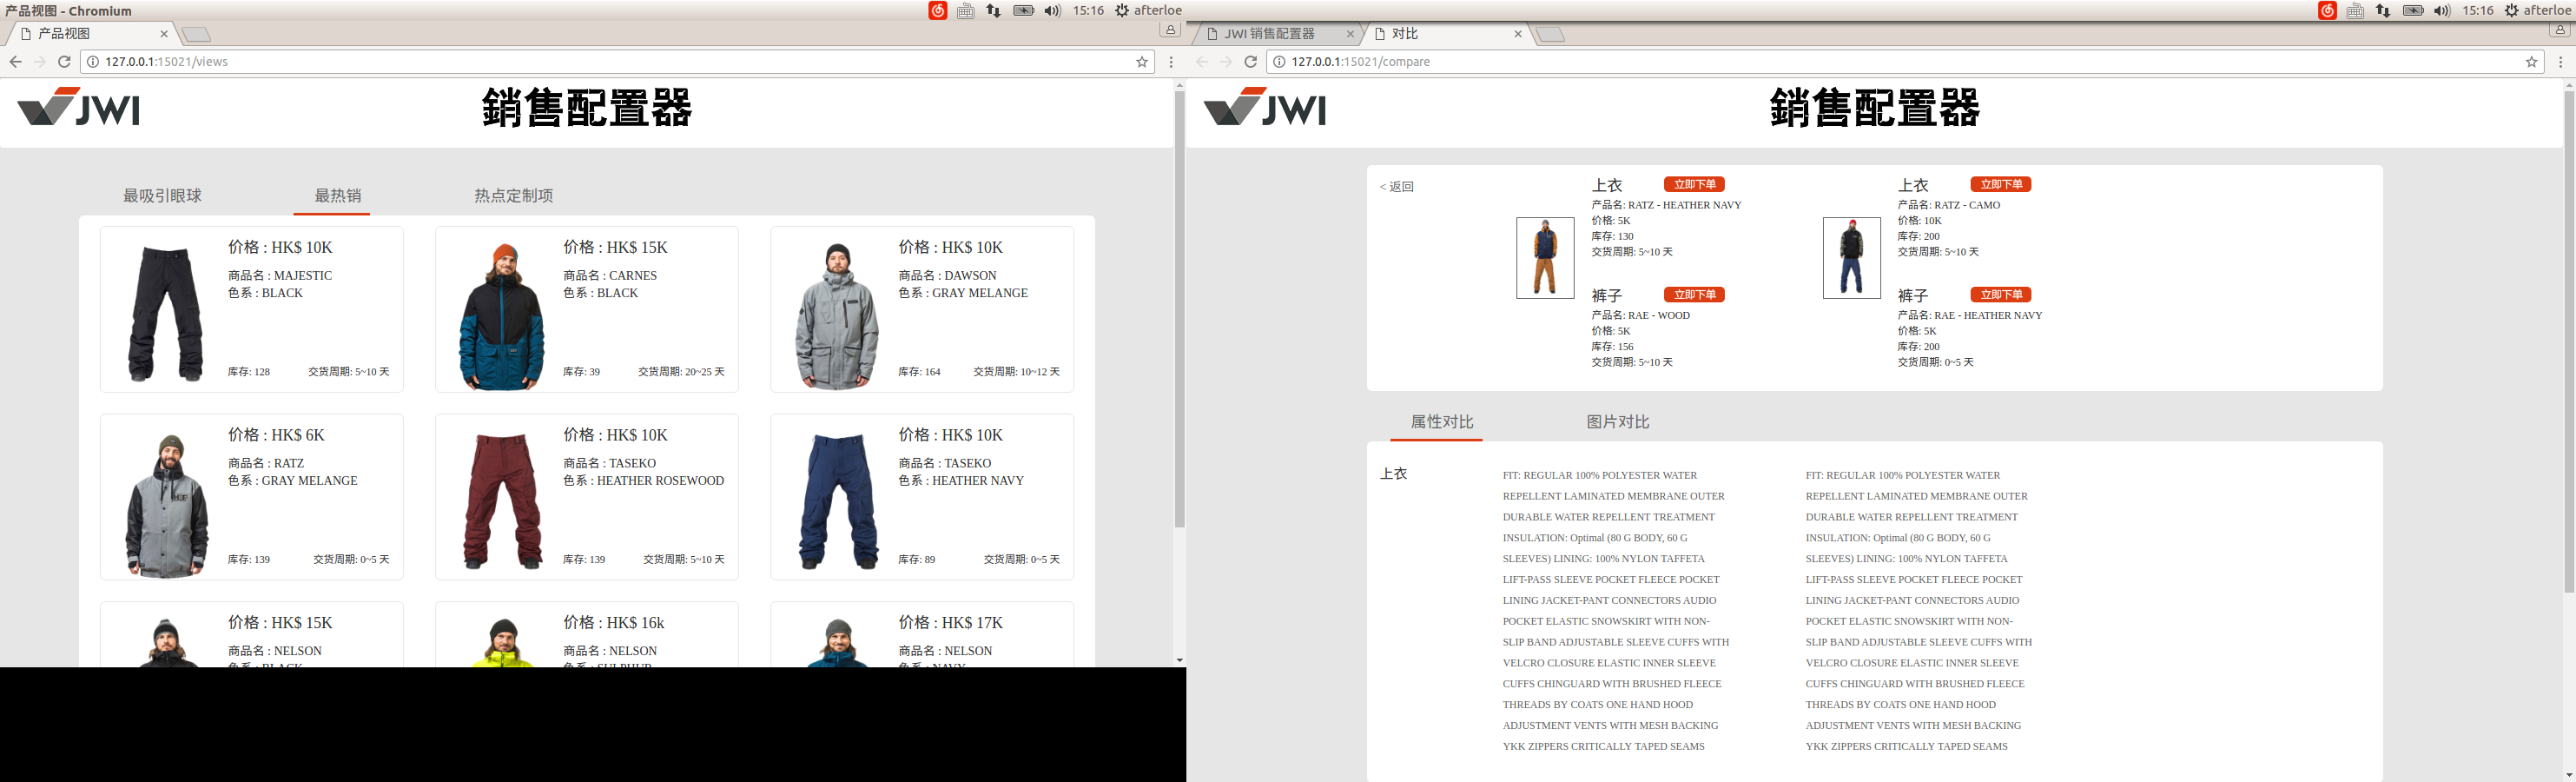 产品视图 - Chromium
15:16
afterloe
产品视图
127.0.0.1:15021/views
JWI
銷售配置器
最吸引眼球
最热销
热点定制项
价格 : HK$ 10K
商品名 : MAJESTIC
色系 : BLACK
库存: 128
交货周期: 5~10 天
价格 : HK$ 15K
商品名 : CARNES
色系 : BLACK
库存: 39
交货周期: 20~25 天
价格 : HK$ 10K
商品名 : DAWSON
色系 : GRAY MELANGE
库存: 164
交货周期: 10~12 天
价格 : HK$ 6K
商品名 : RATZ
色系 : GRAY MELANGE
库存: 139
交货周期: 0~5 天
价格 : HK$ 10K
商品名 : TASEKO
色系 : HEATHER ROSEWOOD
库存: 139
交货周期: 5~10 天
价格 : HK$ 10K
商品名 : TASEKO
色系 : HEATHER NAVY
库存: 89
交货周期: 0~5 天
价格 : HK$ 15K
商品名 : NELSON
色系 : BLACK
价格 : HK$ 16k
商品名 : NELSON
色系 : SULPHUR
价格 : HK$ 17K
商品名 : NELSON
色系 : NAVY
15:16
afterloe
JWI 销售配置器
对比
127.0.0.1:15021/compare
JWI
銷售配置器
< 返回
上衣
立即下单
产品名: RATZ - HEATHER NAVY
价格: 5K
库存: 130
交货周期: 5~10 天
裤子
立即下单
产品名: RAE - WOOD
价格: 5K
库存: 156
交货周期: 5~10 天
上衣
立即下单
产品名: RATZ - CAMO
价格: 10K
库存: 200
交货周期: 5~10 天
裤子
立即下单
产品名: RAE - HEATHER NAVY
价格: 5K
库存: 200
交货周期: 0~5 天
属性对比
图片对比
上衣
FIT: REGULAR 100% POLYESTER WATER
REPELLENT LAMINATED MEMBRANE OUTER
DURABLE WATER REPELLENT TREATMENT
INSULATION: Optimal (80 G BODY, 60 G
SLEEVES) LINING: 100% NYLON TAFFETA
LIFT-PASS SLEEVE POCKET FLEECE POCKET
LINING JACKET-PANT CONNECTORS AUDIO
POCKET ELASTIC SNOWSKIRT WITH NON-
SLIP BAND ADJUSTABLE SLEEVE CUFFS WITH
VELCRO CLOSURE ELASTIC INNER SLEEVE
CUFFS CHINGUARD WITH BRUSHED FLEECE
THREADS BY COATS ONE HAND HOOD
ADJUSTMENT VENTS WITH MESH BACKING
YKK ZIPPERS CRITICALLY TAPED SEAMS
FIT: REGULAR 100% POLYESTER WATER
REPELLENT LAMINATED MEMBRANE OUTER
DURABLE WATER REPELLENT TREATMENT
INSULATION: Optimal (80 G BODY, 60 G
SLEEVES) LINING: 100% NYLON TAFFETA
LIFT-PASS SLEEVE POCKET FLEECE POCKET
LINING JACKET-PANT CONNECTORS AUDIO
POCKET ELASTIC SNOWSKIRT WITH NON-
SLIP BAND ADJUSTABLE SLEEVE CUFFS WITH
VELCRO CLOSURE ELASTIC INNER SLEEVE
CUFFS CHINGUARD WITH BRUSHED FLEECE
THREADS BY COATS ONE HAND HOOD
ADJUSTMENT VENTS WITH MESH BACKING
YKK ZIPPERS CRITICALLY TAPED SEAMS